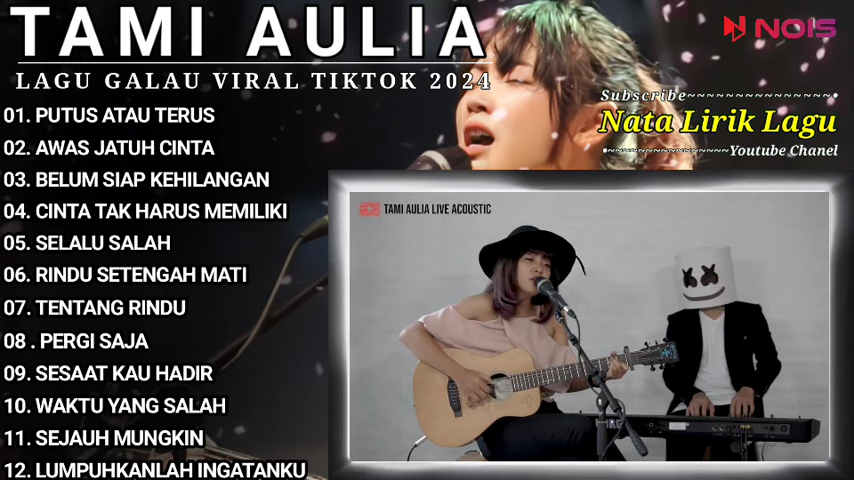 TAMI AULIA
LAGU GALAU VIRAL TIKTOK 2024
NOIS
Subscribe~~~~~~~~~~~~~~~•
Nata Lirik Lagu
•~~~~~~~~~~~~~~~Youtube Chanel
01. PUTUS ATAU TERUS
02. AWAS JATUH CINTA
03. BELUM SIAP KEHILANGAN
04. CINTA TAK HARUS MEMILIKI
05. SELALU SALAH
06. RINDU SETENGAH MATI
07. TENTANG RINDU
08 . PERGI SAJA
09. SESAAT KAU HADIR
10. WAKTU YANG SALAH
11. SEJAUH MUNGKIN
12. LUMPUHKANLAH INGATANKU
TAMI AULIA LIVE ACOUSTIC